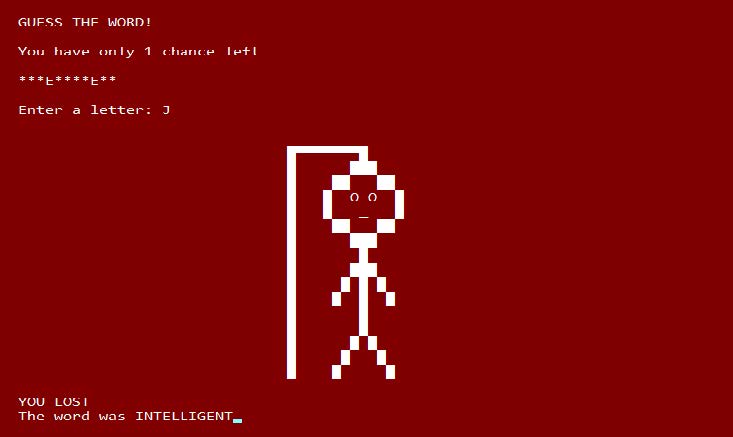 GUESS THE WORD!
You have only 1 chance left
***E****E**
Enter a letter: J
O O
_
YOU LOST
The word was INTELLIGENT